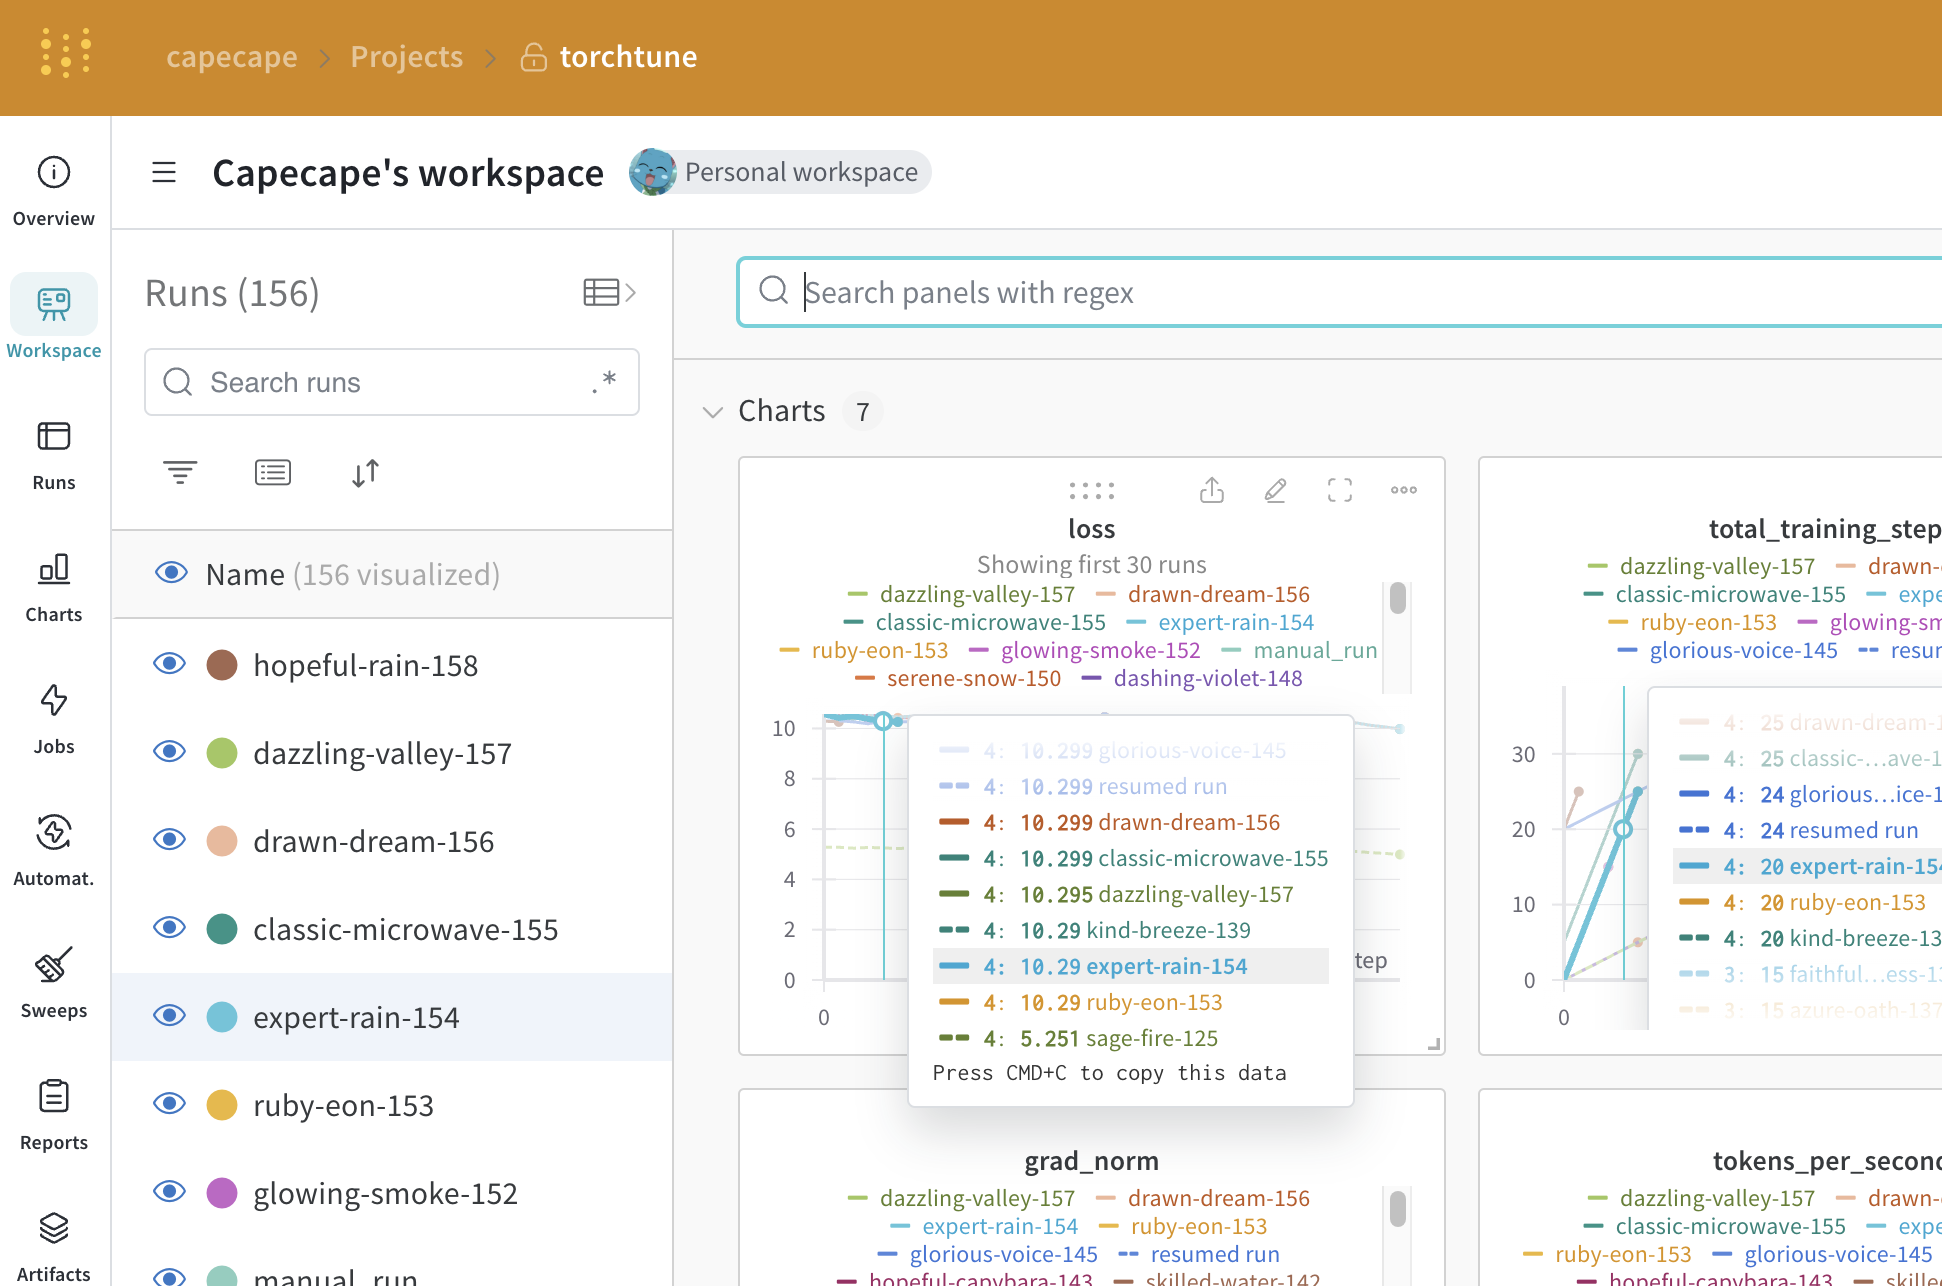 capecape > Projects > torchtune
Overview
Workspace
Runs
Charts
Jobs
Automat.
Sweeps
Reports
Artifacts
Capecape's workspace
Personal workspace
Runs (156)
Search runs
.*
Name (156 visualized)
hopeful-rain-158
dazzling-valley-157
drawn-dream-156
classic-microwave-155
expert-rain-154
ruby-eon-153
glowing-smoke-152
manual_run
Search panels with regex
Charts 7
loss
Showing first 30 runs
dazzling-valley-157 drawn-dream-156
classic-microwave-155 expert-rain-154
ruby-eon-153 glowing-smoke-152 manual_run
serene-snow-150 dashing-violet-148
10
8
6
4
2
0
0
tep
4: 10.299 glorious-voice-145
4: 10.299 resumed run
4: 10.299 drawn-dream-156
4: 10.299 classic-microwave-155
4: 10.295 dazzling-valley-157
4: 10.29 kind-breeze-139
4: 10.29 expert-rain-154
4: 10.29 ruby-eon-153
4: 5.251 sage-fire-125
Press CMD+C to copy this data
total_training_step
dazzling-valley-157 drawn-
classic-microwave-155 expe
ruby-eon-153 glowing-sm
glorious-voice-145 resum
30
20
10
0
0
4: 25 drawn-dream-1
4: 25 classic-...ave-1
4: 24 glorious...ice-1
4: 24 resumed run
4: 20 expert-rain-154
4: 20 ruby-eon-153
4: 20 kind-breeze-13
3: 15 faithful...ess-1
3: 15 azure-oath-137
grad_norm
dazzling-valley-157 drawn-dream-156
expert-rain-154 ruby-eon-153
glorious-voice-145 resumed run
hopeful-capybara-143 skilled-water-142
tokens_per_second
dazzling-valley-157 drawn-
classic-microwave-155 expe
ruby-eon-153 glorious-voice-145
hopeful-capybara-143 skille